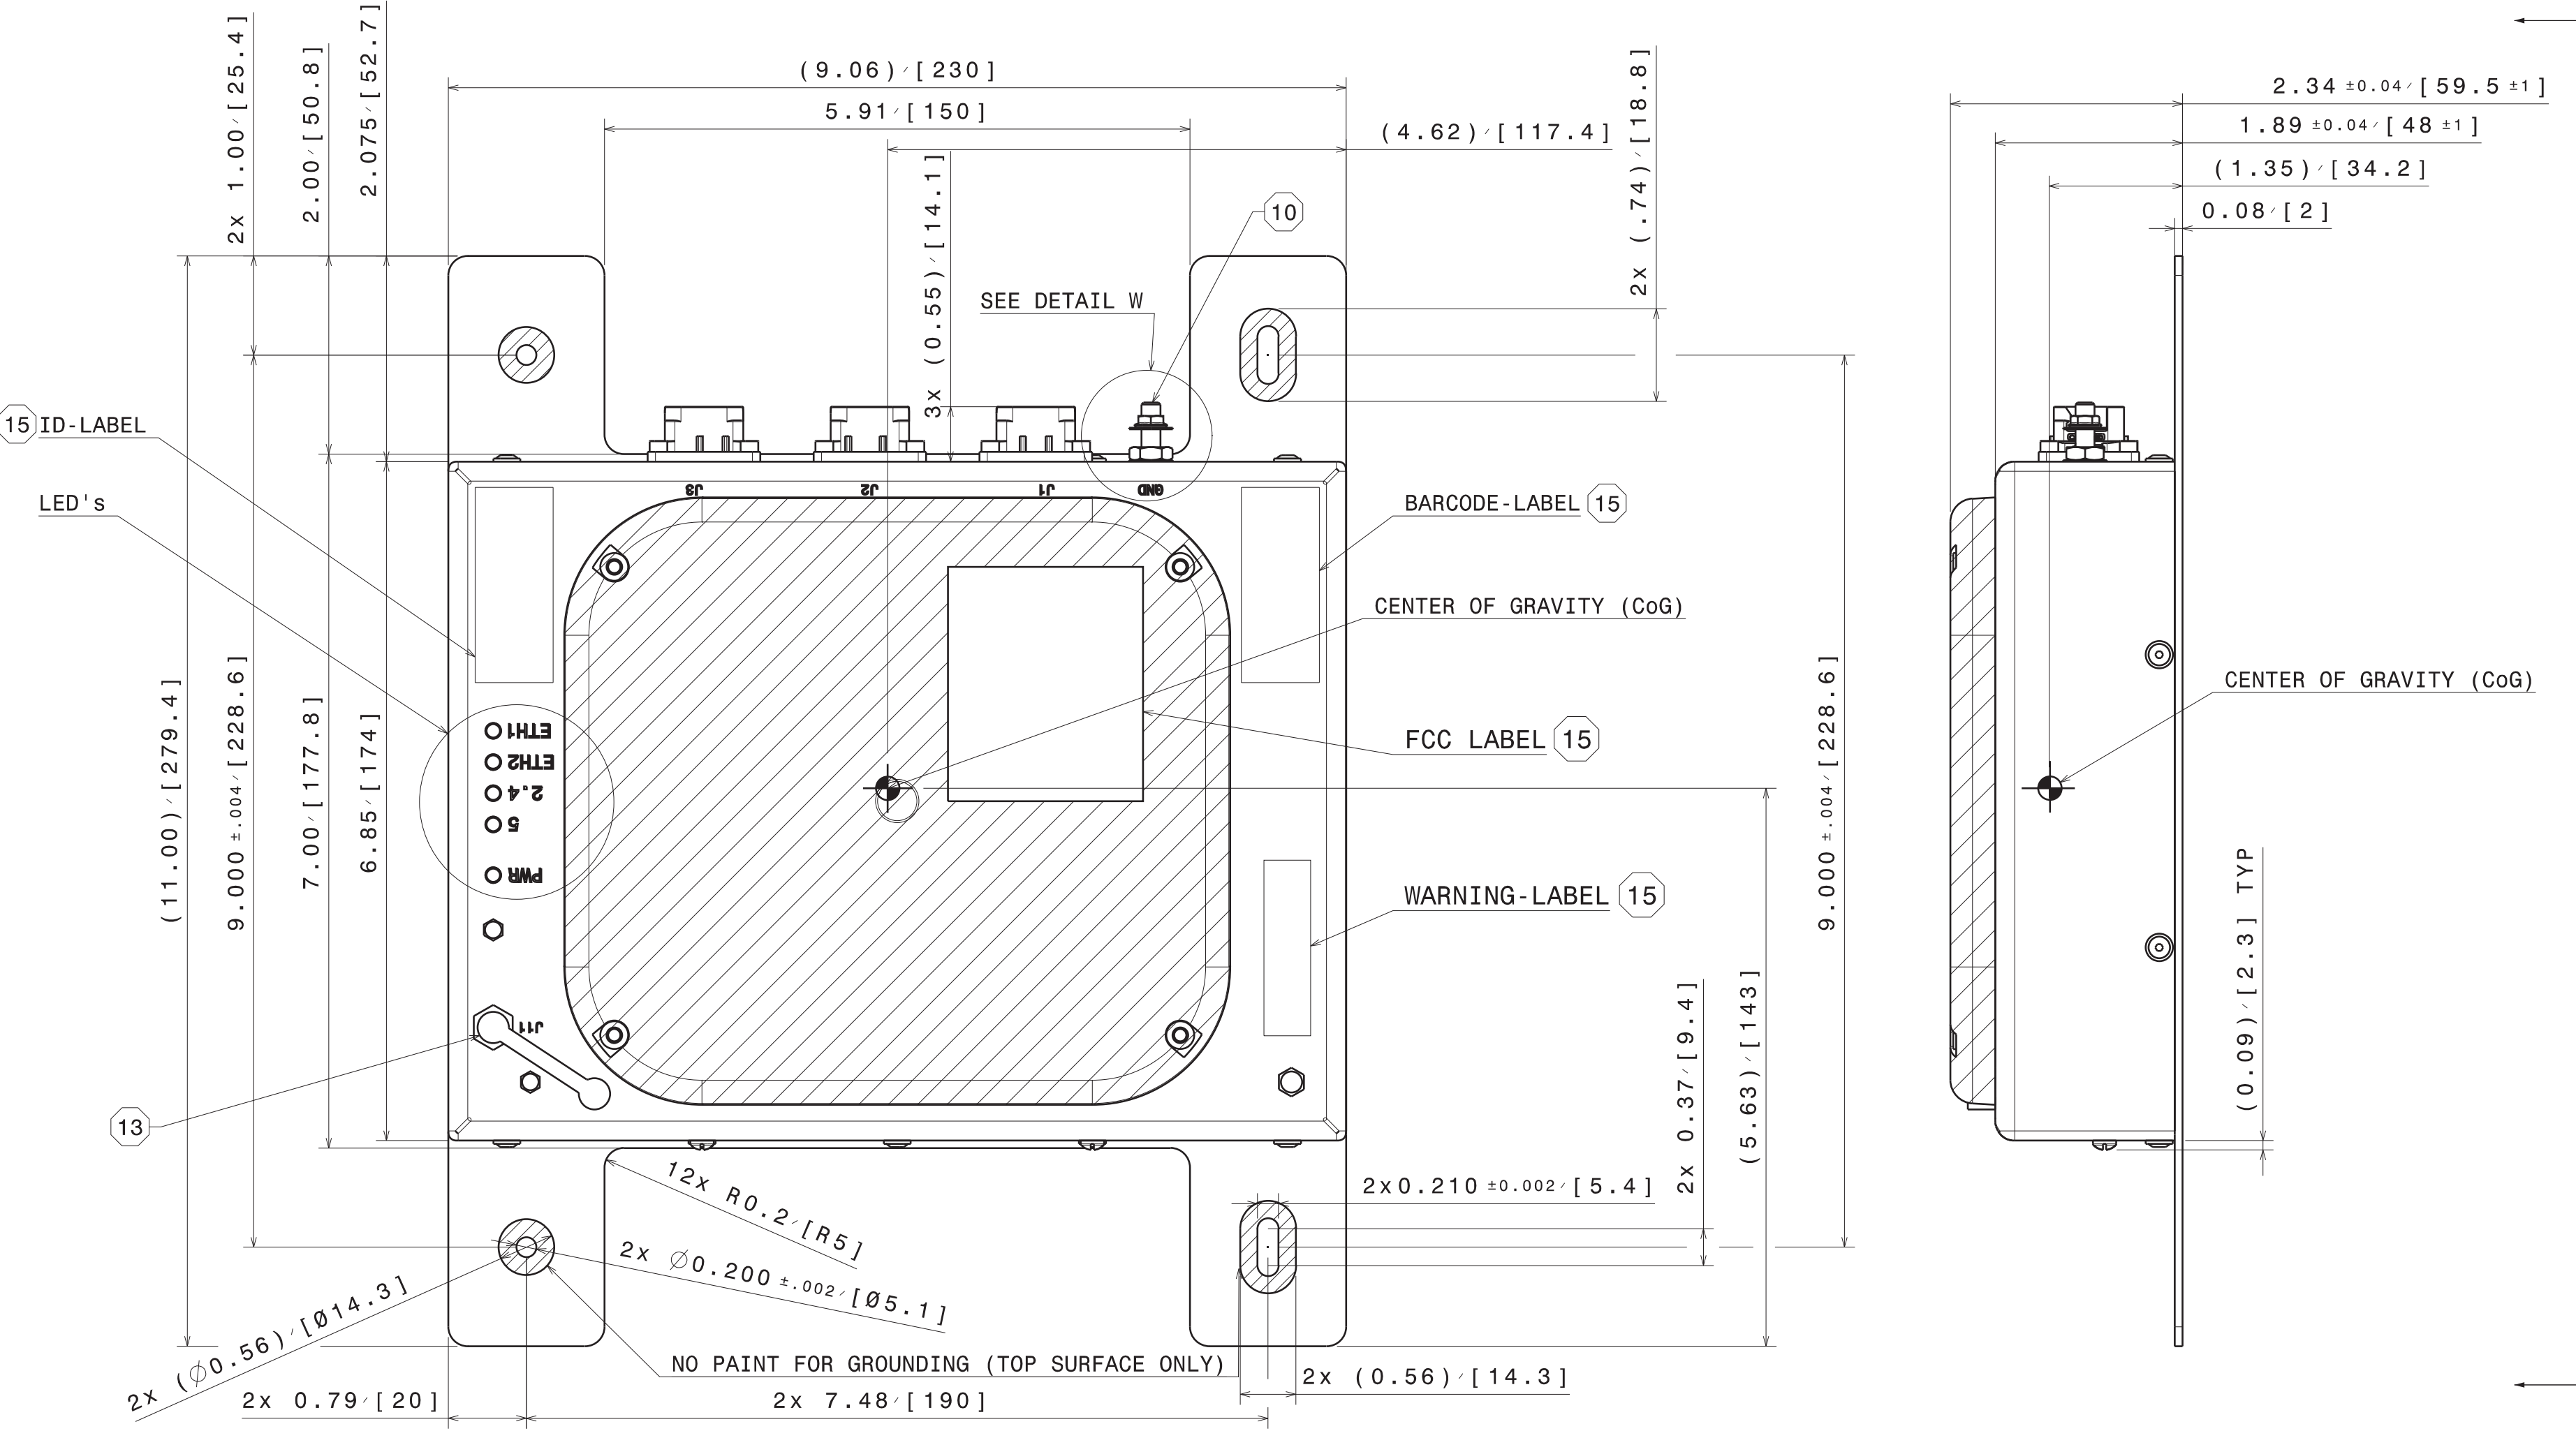 (9.06)/[230]
5.91/[150]
(4.62)/[117.4]
2x 1.00/[25.4]
2.00/[50.8]
2.075/[52.7]
3x (0.55)/[14.1]
2x (.74)/[18.8]
10
SEE DETAIL W
15 ID-LABEL
LED's
J3
J2
J1
GND
BARCODE-LABEL 15
CENTER OF GRAVITY (CoG)
FCC LABEL 15
WARNING-LABEL 15
ETH1
ETH2
2.4
5
PWR
J11
13
(11.00)/[279.4]
9.000 ±.004/[228.6]
7.00/[177.8]
6.85/[174]
9.000 ±.004/[228.6]
(5.63)/[143]
2x 0.37/[9.4]
2x0.210 ±0.002/[5.4]
12x R0.2/[R5]
2x Ø0.200 ±.002/[Ø5.1]
2x (Ø0.56)/[Ø14.3]
NO PAINT FOR GROUNDING (TOP SURFACE ONLY)
2x (0.56)/[14.3]
2x 0.79/[20]
2x 7.48/[190]
2.34 ±0.04/[59.5 ±1]
1.89 ±0.04/[48 ±1]
(1.35)/[34.2]
0.08/[2]
CENTER OF GRAVITY (CoG)
(0.09)/[2.3] TYP